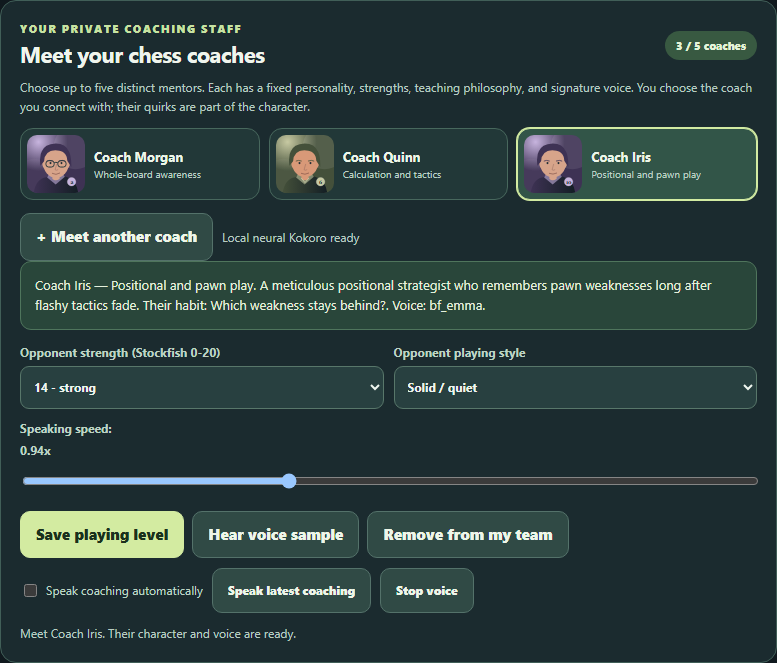 YOUR PRIVATE COACHING STAFF
Meet your chess coaches
3 / 5 coaches
Choose up to five distinct mentors. Each has a fixed personality, strengths, teaching philosophy, and signature voice. You choose the coach
you connect with; their quirks are part of the character.
Coach Morgan
Whole-board awareness
Coach Quinn
Calculation and tactics
Coach Iris
Positional and pawn play
+ Meet another coach
Local neural Kokoro ready
Coach Iris — Positional and pawn play. A meticulous positional strategist who remembers pawn weaknesses long after
flashy tactics fade. Their habit: Which weakness stays behind?. Voice: bf_emma.
Opponent strength (Stockfish 0-20)
Opponent playing style
14 - strong
Solid / quiet
Speaking speed:
0.94x
Save playing level
Hear voice sample
Remove from my team
Speak coaching automatically
Speak latest coaching
Stop voice
Meet Coach Iris. Their character and voice are ready.